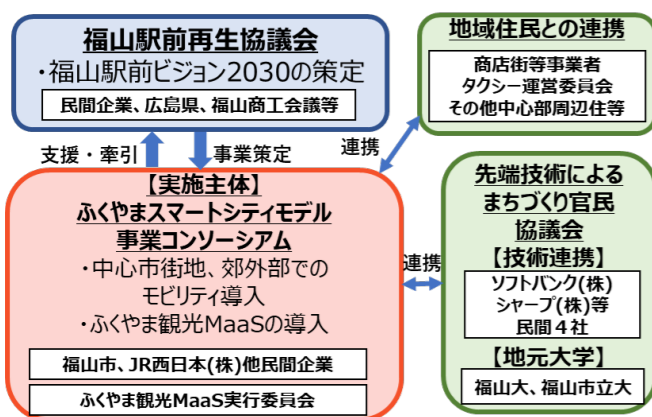 福山駅前再生協議会
・福山駅前ビジョン2030の策定
民間企業、広島県、福山商工会議等
支援・牽引
事業策定
連携
地域住民との連携
商店街等事業者
タクシー運営委員会
その他中心部周辺住等
【実施主体】
ふくやまスマートシティモデル
事業コンソーシアム
・中心市街地、郊外部での
モビリティ導入
・ふくやま観光MaaSの導入
福山市、JR西日本(株)他民間企業
ふくやま観光MaaS実行委員会
連携
先端技術による
まちづくり官民
協議会
【技術連携】
ソフトバンク(株)
シャープ(株)等
民間４社
【地元大学】
福山大、福山市立大